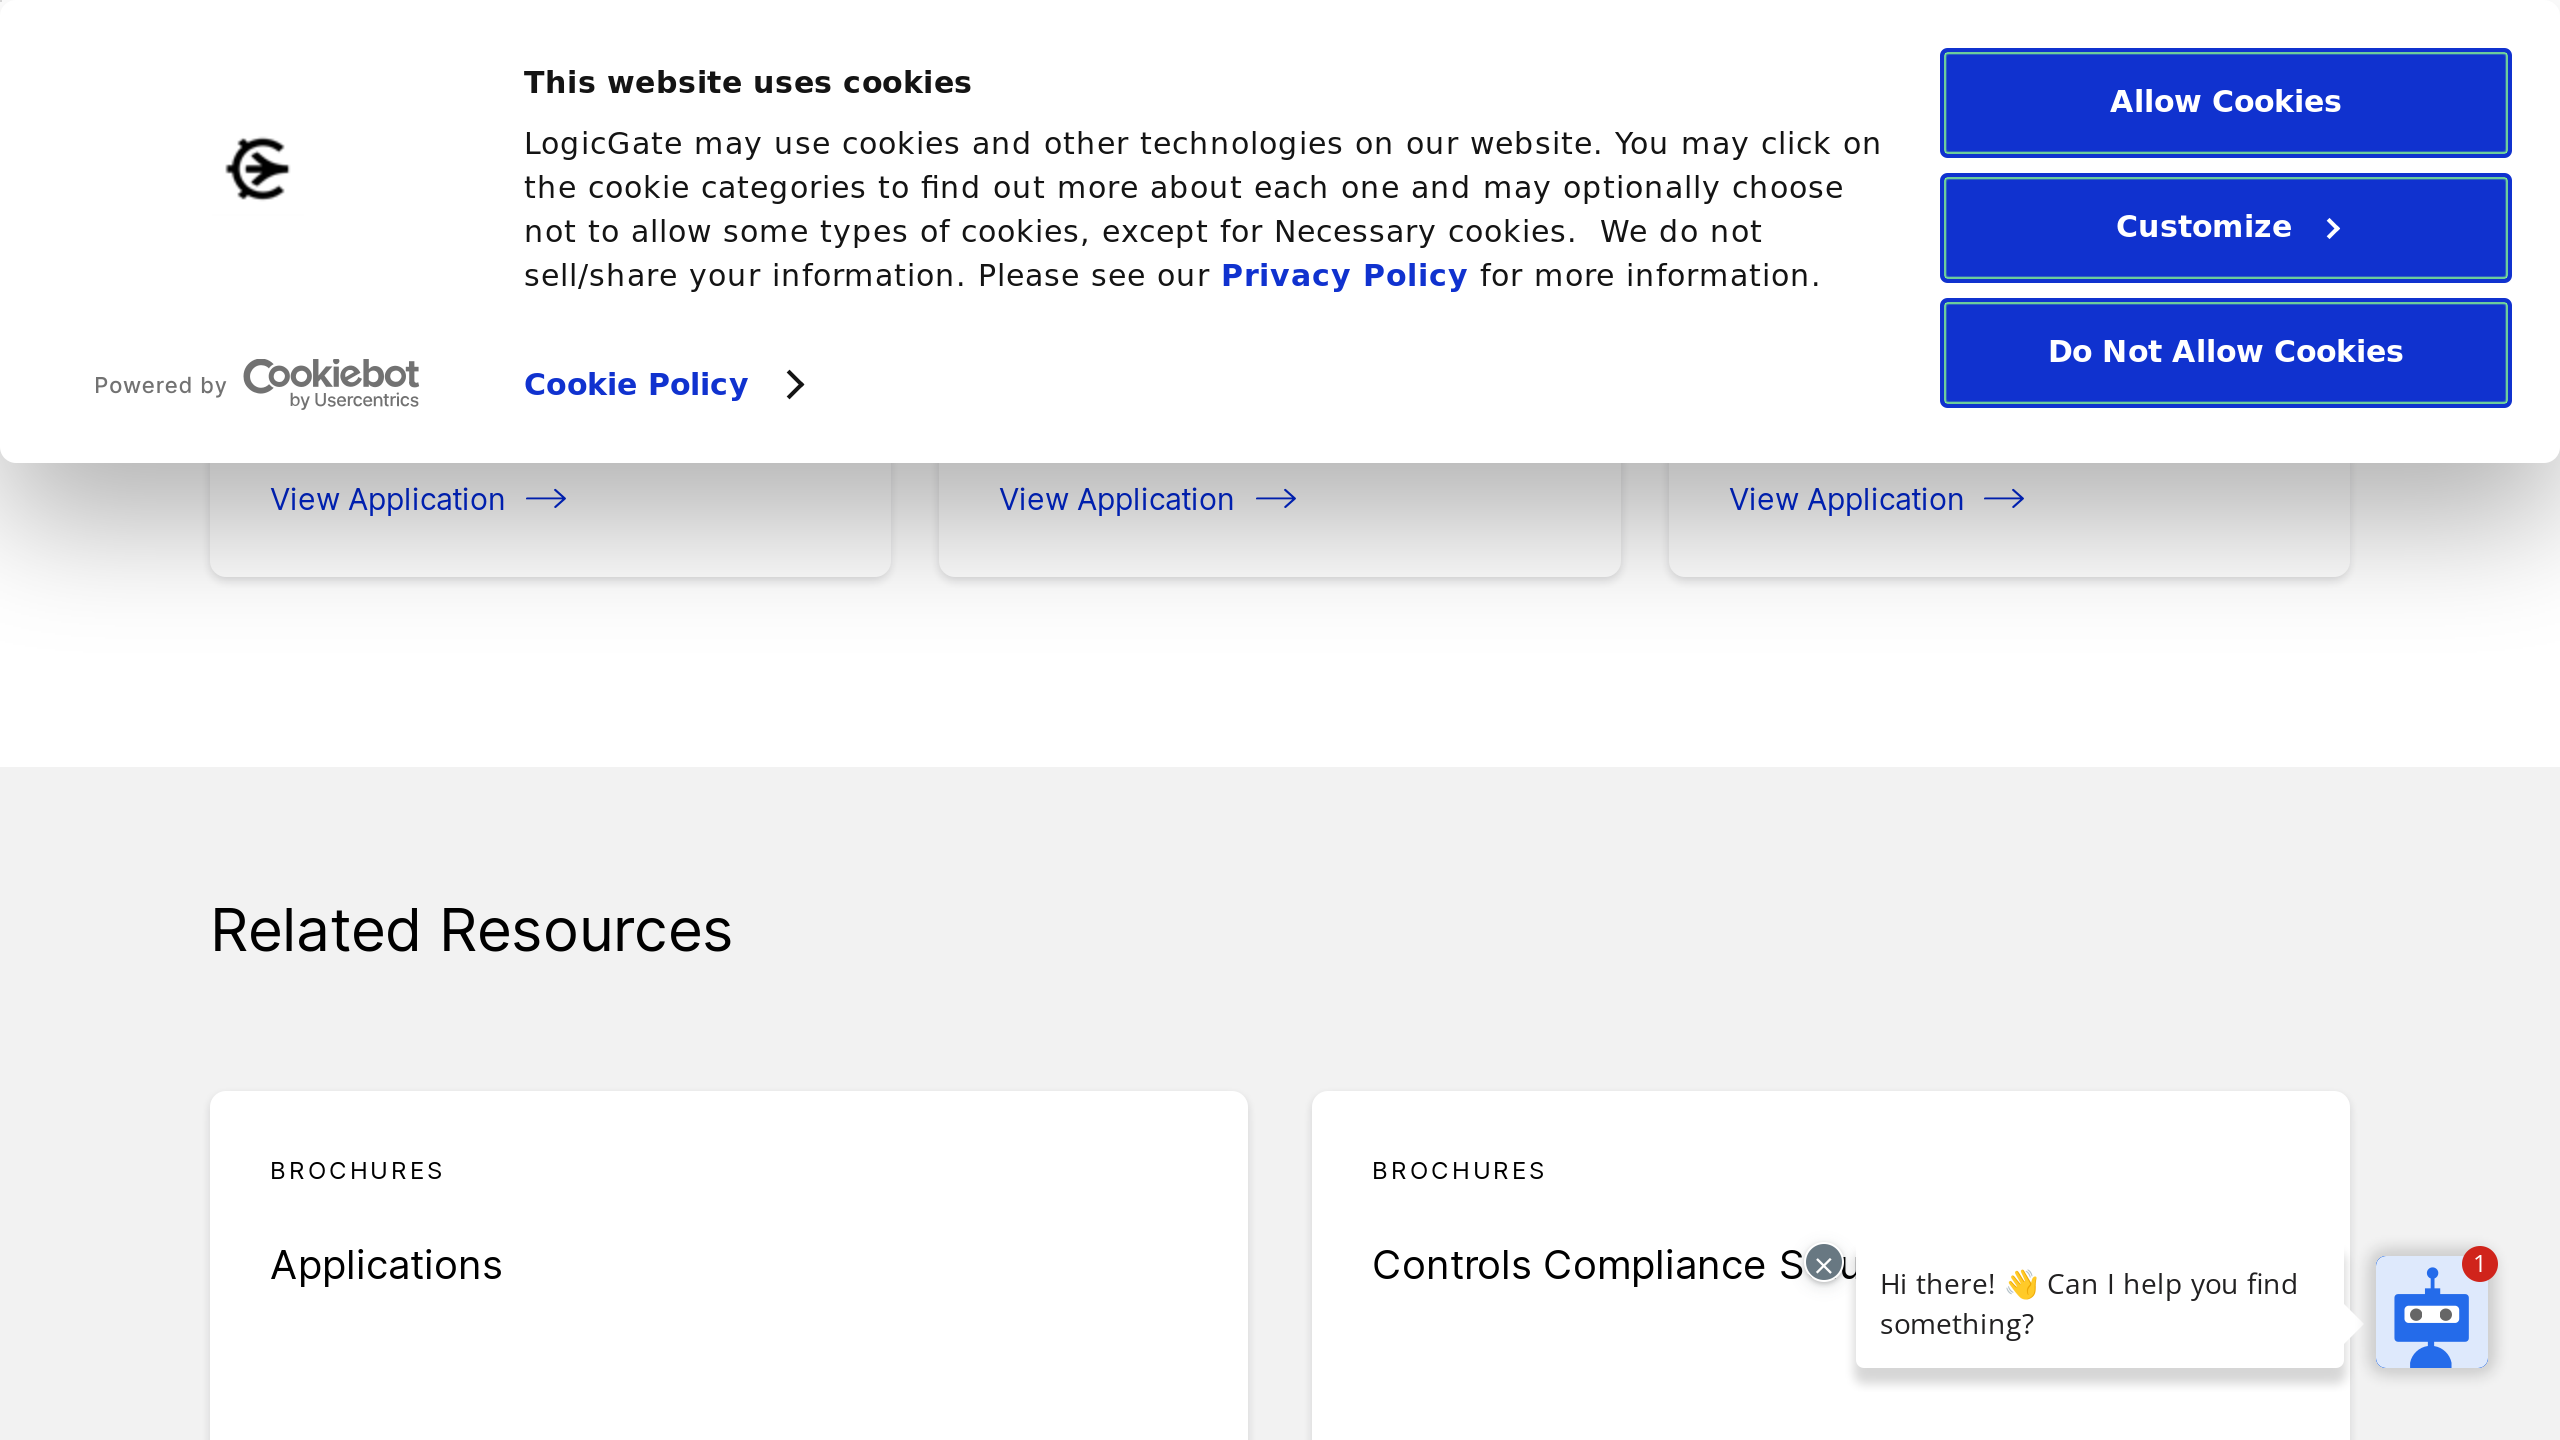 This website uses cookies
LogicGate may use cookies and other technologies on our website. You may click on
the cookie categories to find out more about each one and may optionally choose
not to allow some types of cookies, except for Necessary cookies.  We do not
sell/share your information. Please see our Privacy Policy for more information.
Allow Cookies
Customize
Do Not Allow Cookies
Powered by Cookiebot
by Usercentrics
Cookie Policy
View Application
View Application
View Application
Related Resources
BROCHURES
Applications
BROCHURES
Controls Compliance
Hi there! 👋 Can I help you find
something?
1